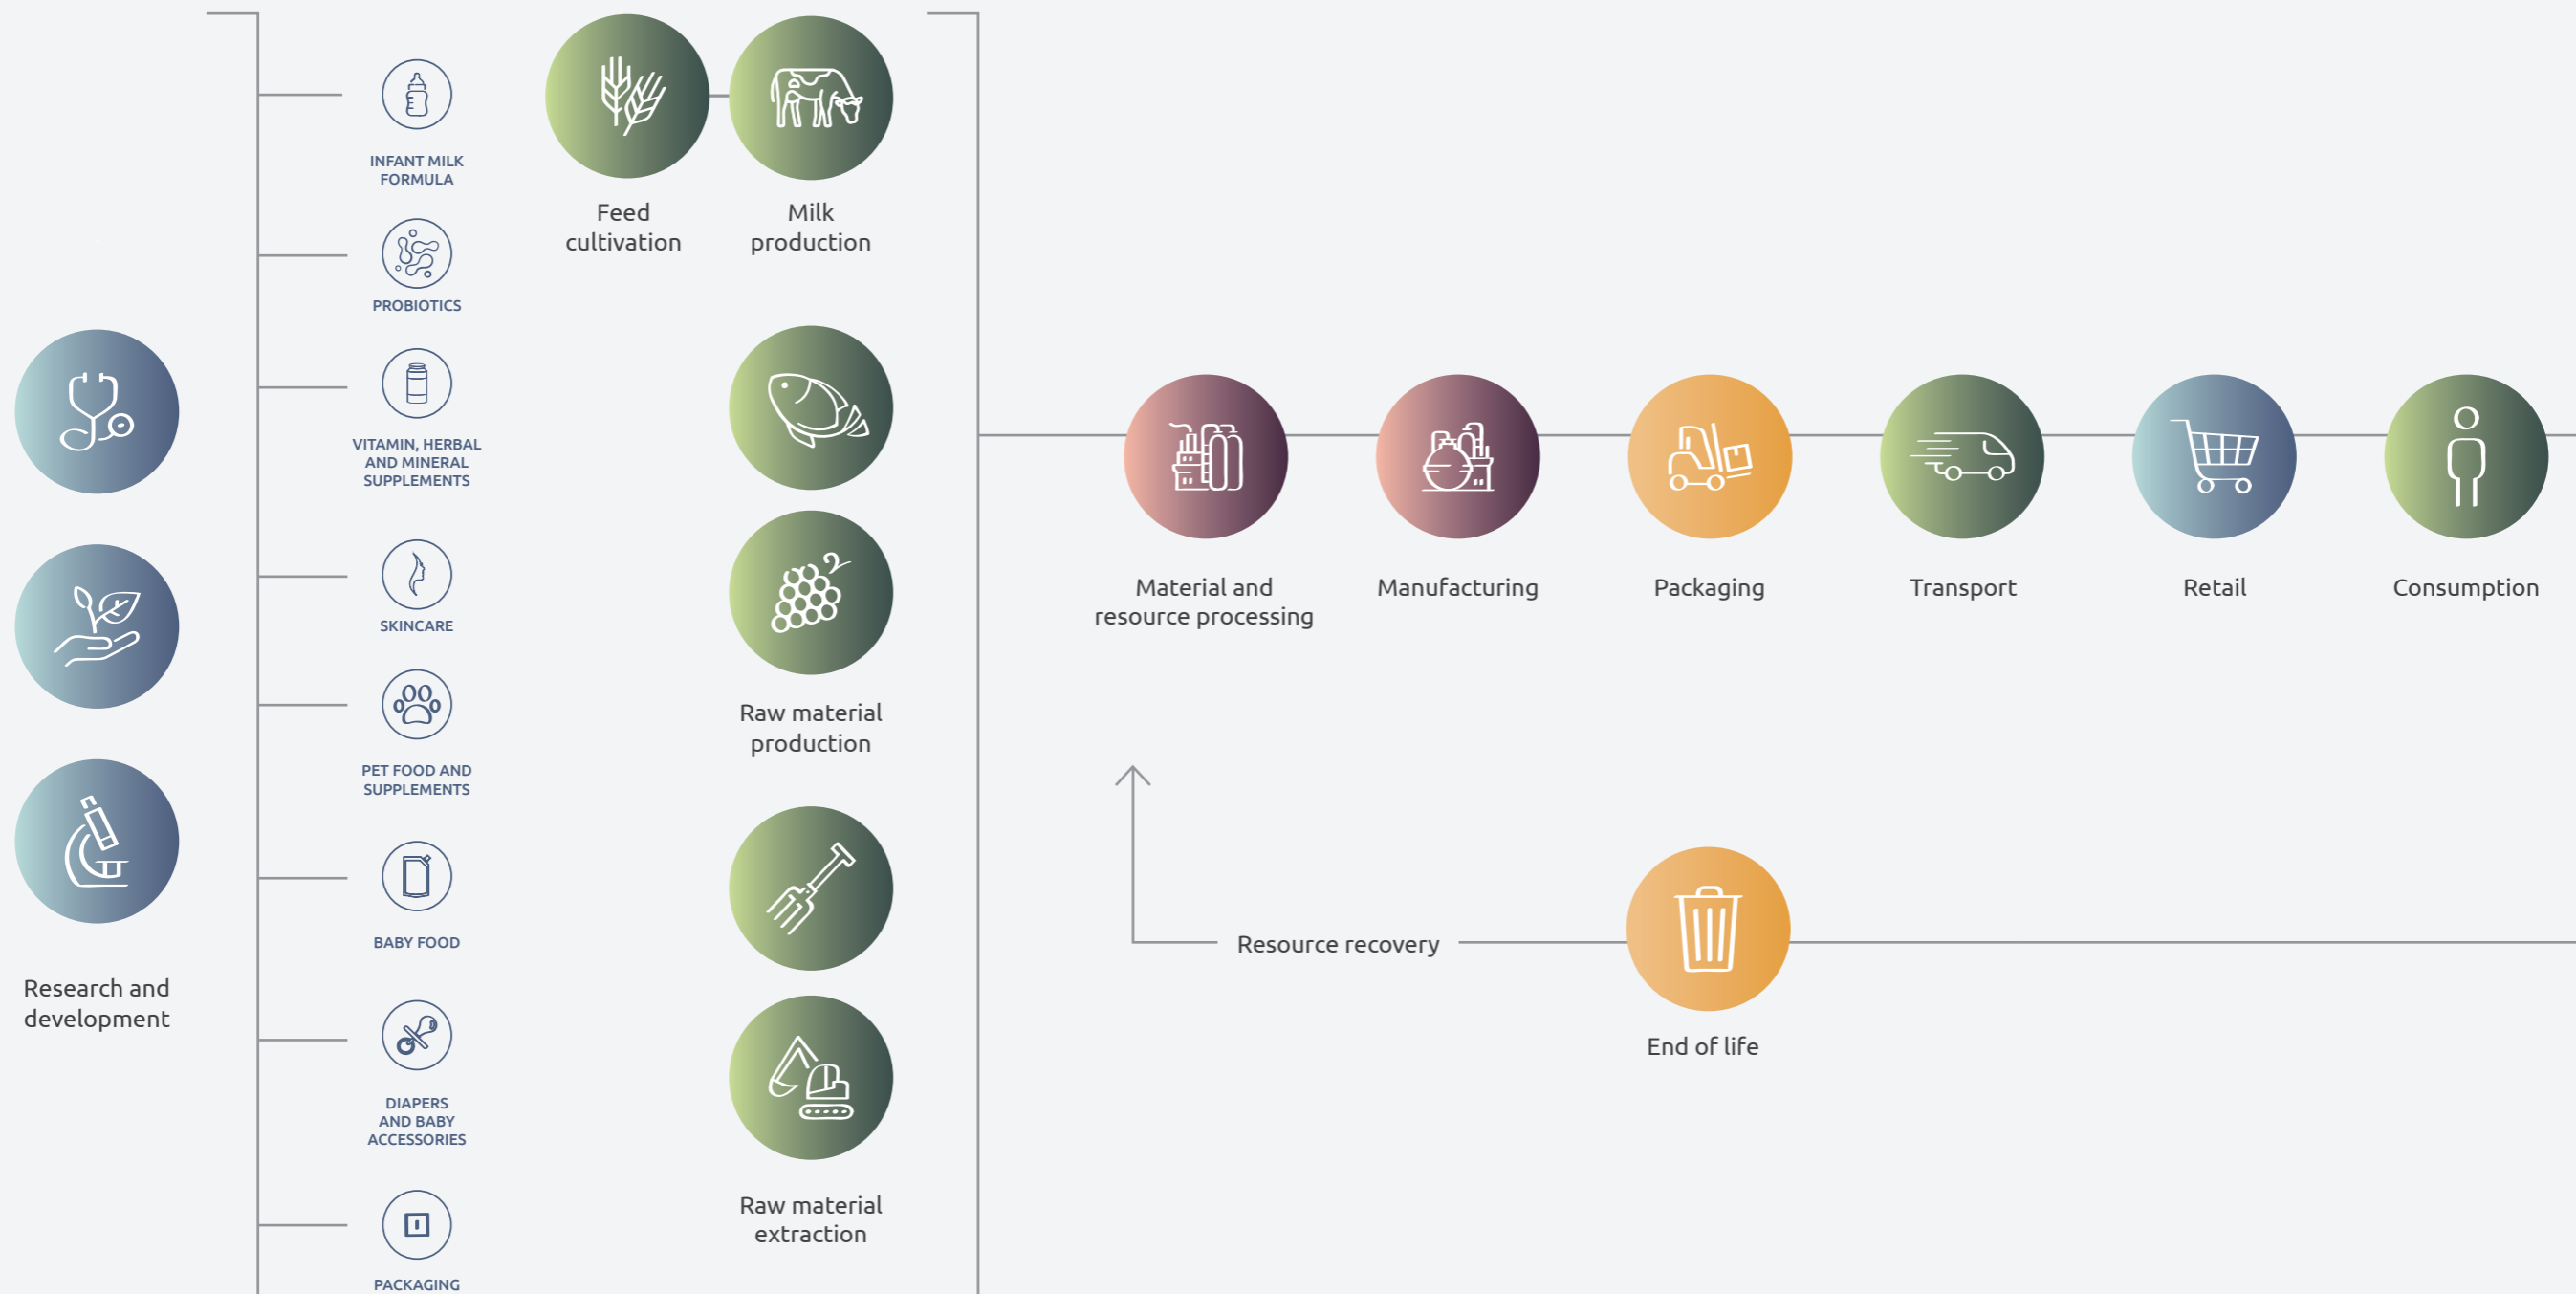 Research and
development
INFANT MILK
FORMULA
PROBIOTICS
VITAMIN, HERBAL
AND MINERAL
SUPPLEMENTS
SKINCARE
PET FOOD AND
SUPPLEMENTS
BABY FOOD
DIAPERS
AND BABY
ACCESSORIES
PACKAGING
Feed
cultivation
Milk
production
Raw material
production
Raw material
extraction
Material and
resource processing
Manufacturing
Packaging
Transport
Retail
Consumption
Resource recovery
End of life